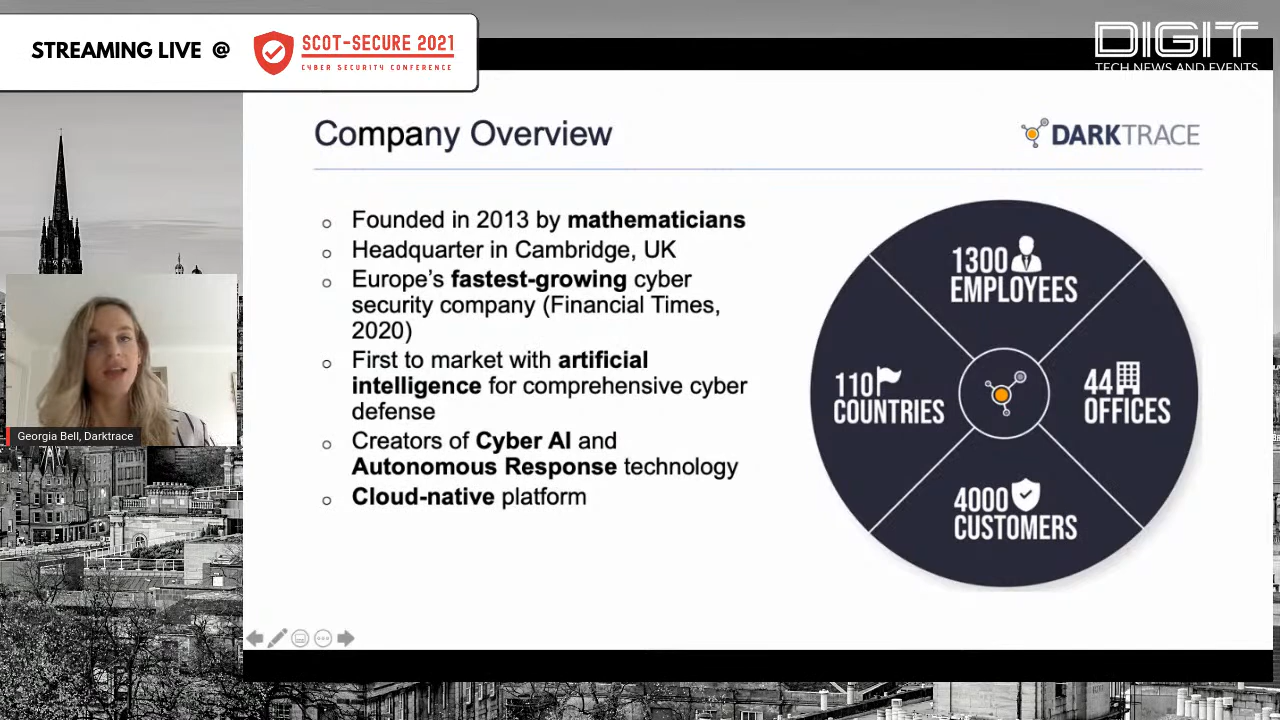 STREAMING LIVE @
SCOT-SECURE 2021
CYBER SECURITY CONFERENCE
DIGIT
TECH NEWS AND EVENTS
Company Overview
DARKTRACE
Founded in 2013 by mathematicians
Headquarter in Cambridge, UK
Europe's fastest-growing cyber
security company (Financial Times,
2020)
First to market with artificial
intelligence for comprehensive cyber
defense
Creators of Cyber AI and
Autonomous Response technology
Cloud-native platform
1300
EMPLOYEES
110
COUNTRIES
44
OFFICES
4000
CUSTOMERS
Georgia Bell, Darktrace